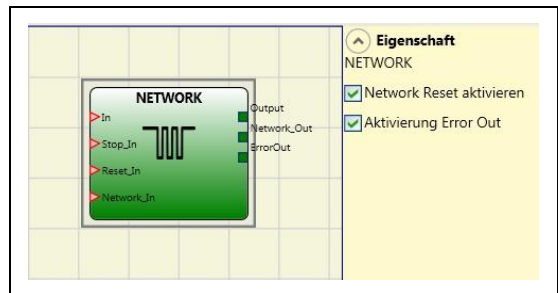 NETWORK
In
Stop_In
Reset_In
Network_In
Output
Network_Out
ErrorOut
Eigenschaft
NETWORK
Network Reset aktivieren
Aktivierung Error Out